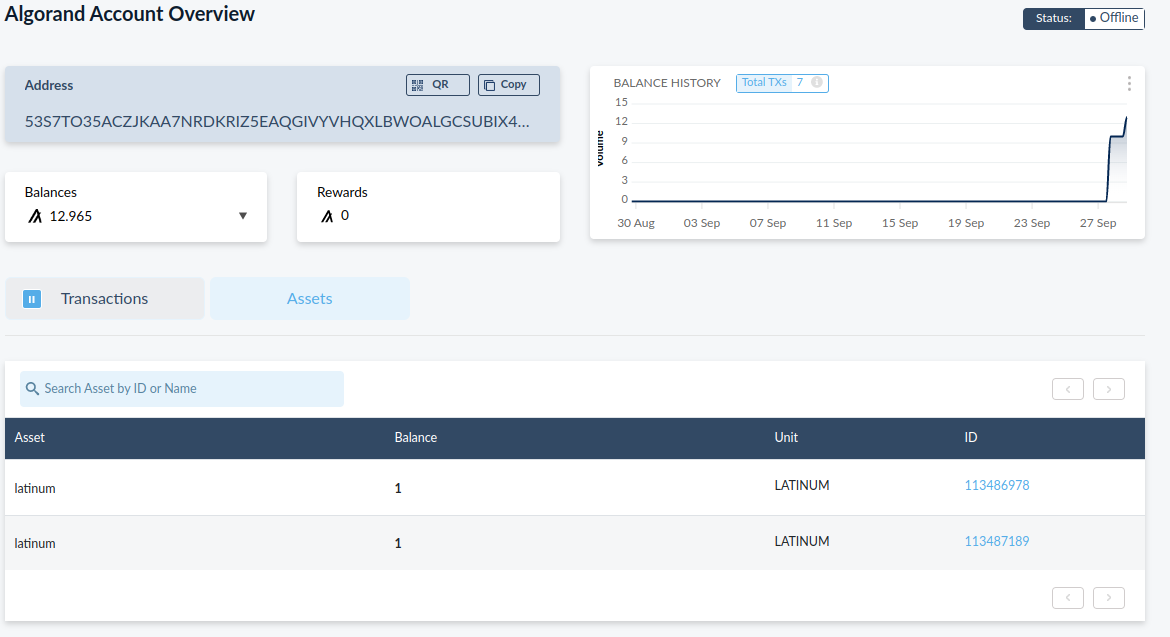 Algorand Account Overview
Status: Offline
Address QR Copy
53S7TO35ACZJKAA7NRDKRIZ5EAQGIVYVHQXLBWOALGCSUBIX4...
Balances
12.965
Rewards
0
BALANCE HISTORY Total TXs 7
volume
15
12
9
6
3
0
30 Aug 03 Sep 07 Sep 11 Sep 15 Sep 19 Sep 23 Sep 27 Sep
Transactions Assets
Search Asset by ID or Name
Asset Balance Unit ID
latinum 1 LATINUM 113486978
latinum 1 LATINUM 113487189